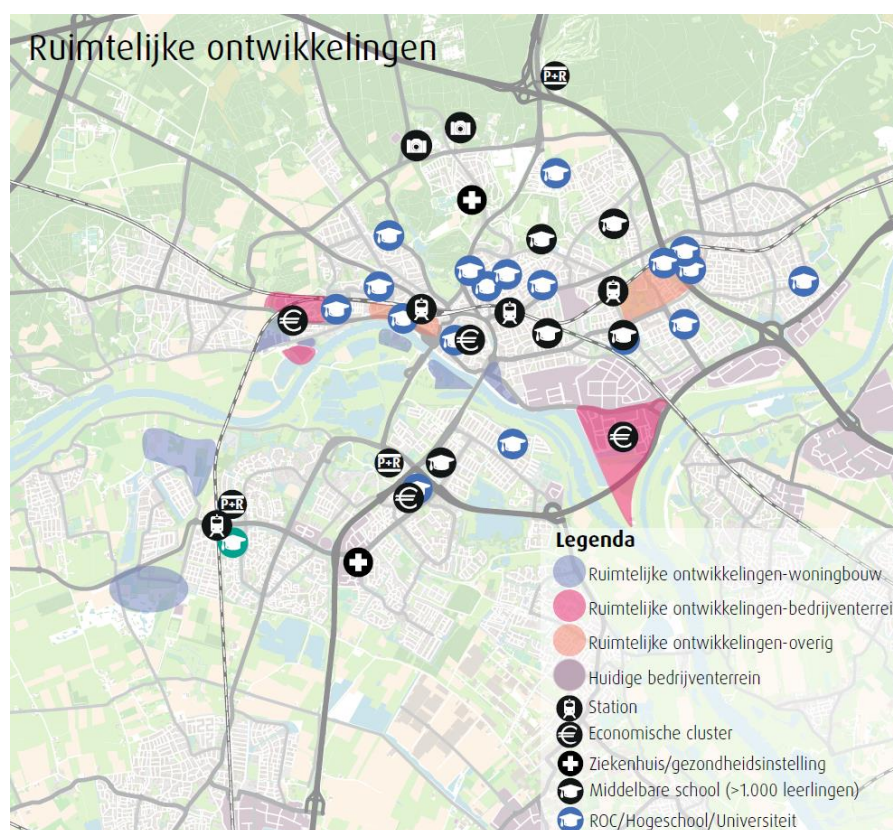 Ruimtelijke ontwikkelingen
P+R
P+R
P+R
Legenda
Ruimtelijke ontwikkelingen-woningbouw
Ruimtelijke ontwikkelingen-bedrijventerrei
Ruimtelijke ontwikkelingen-overig
Huidige bedrijventerrein
Station
Economische cluster
Ziekenhuis/gezondheidsinstelling
Middelbare school (>1.000 leerlingen)
ROC/Hogeschool/Universiteit